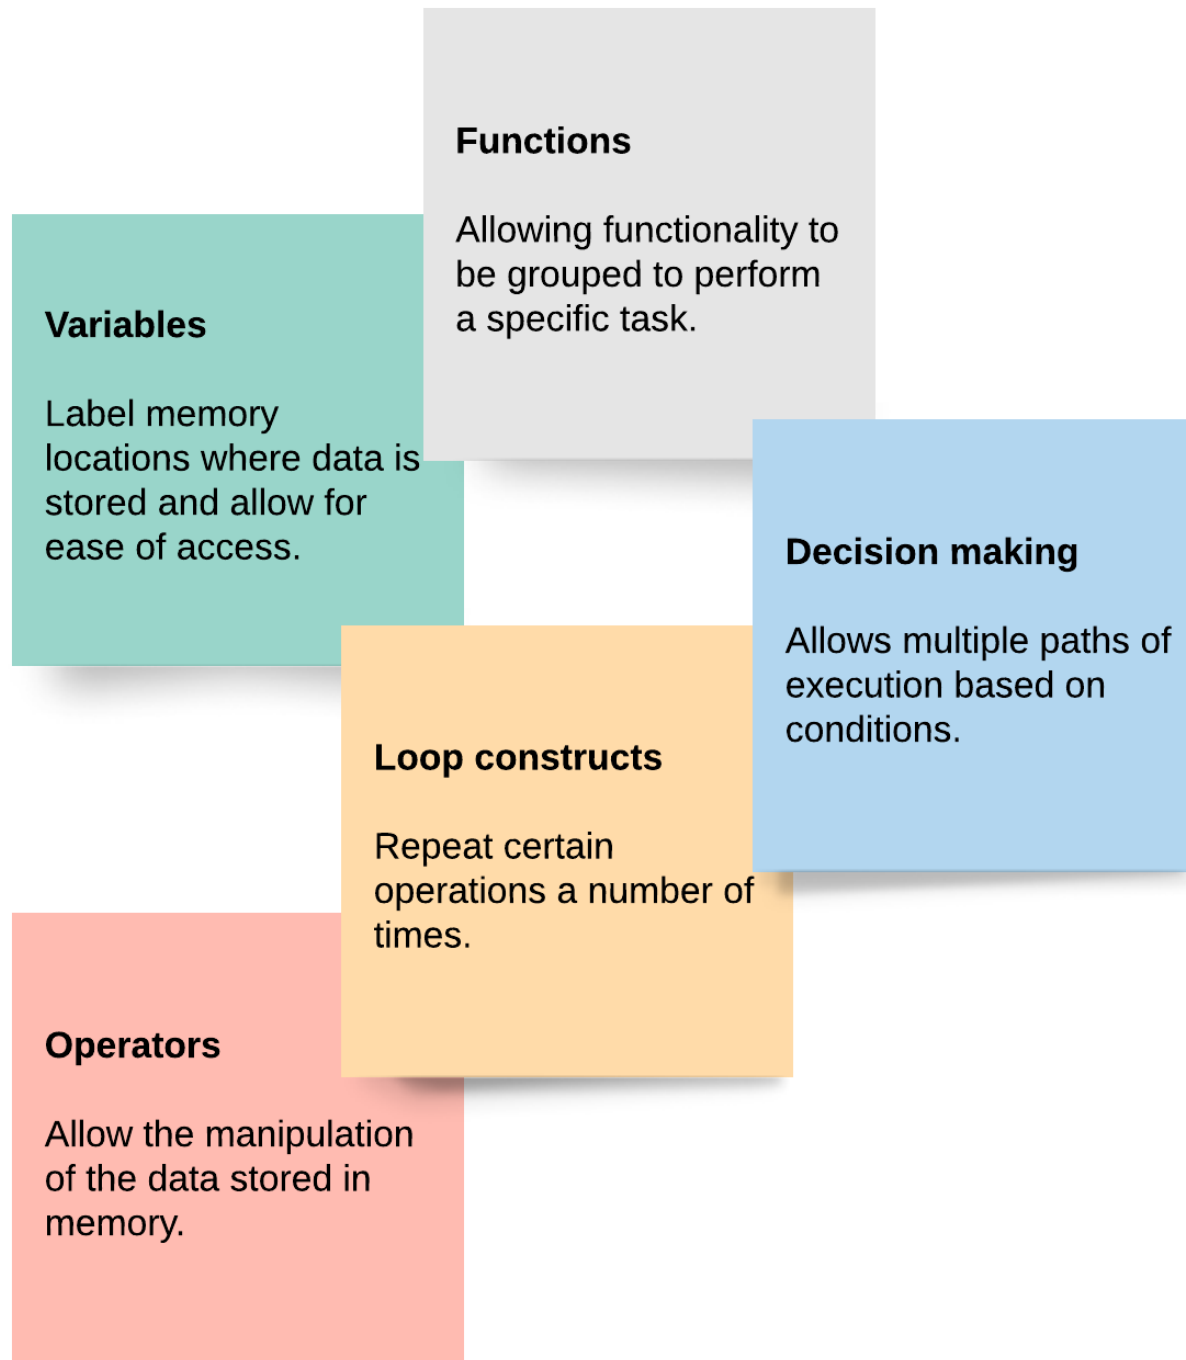 Functions
Allowing functionality to
be grouped to perform
a specific task.
Variables
Label memory
locations where data is
stored and allow for
ease of access.
Decision making
Allows multiple paths of
execution based on
conditions.
Loop constructs
Repeat certain
operations a number of
times.
Operators
Allow the manipulation
of the data stored in
memory.